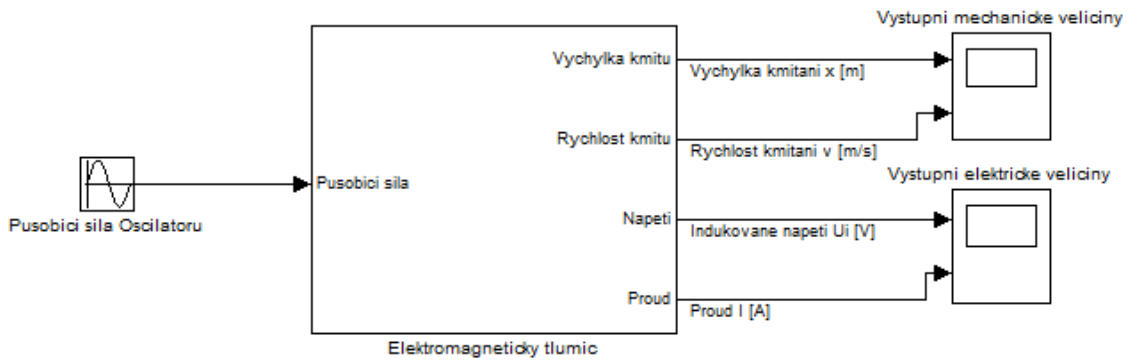 Vystupni mechanicke veliciny
Vychylka kmitu
Vychylka kmitani x [m]
Rychlost kmitu
Rychlost kmitani v [m/s]
Vystupni elektricke veliciny
Pusobici sila
Pusobici sila Oscilatoru
Napeti
Indukovane napeti Ui [V]
Proud
Proud I [A]
Elektromagneticky tlumic